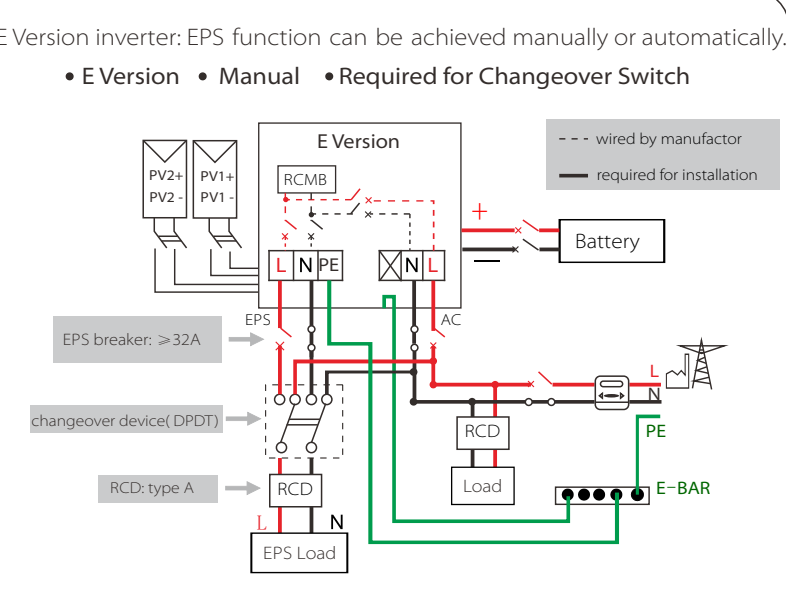 E Version inverter: EPS function can be achieved manually or automatically.
• E Version • Manual • Required for Changeover Switch
E Version
--- wired by manufactor
required for installation
PV2+
PV2 -
PV1+
PV1 -
RCMB
+
—
Battery
L N PE
N L
EPS
AC
EPS breaker: ⩾32A
L
N
changeover device( DPDT)
RCD
PE
RCD: type A
RCD
Load
E-BAR
L N
EPS Load